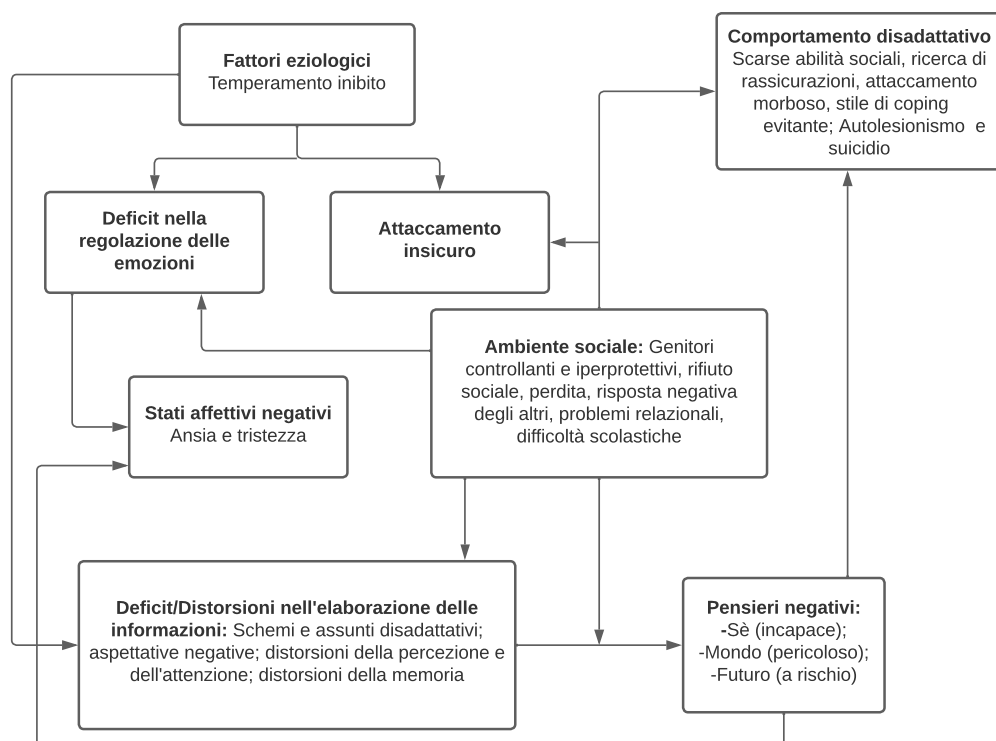 Fattori eziologici
Temperamento inibito
Comportamento disadattativo
Scarse abilità sociali, ricerca di
rassicurazioni, attaccamento
morboso, stile di coping
evitante; Autolesionismo e
suicidio
Deficit nella
regolazione delle
emozioni
Attaccamento
insicuro
Ambiente sociale: Genitori
controllanti e iperprotettivi, rifiuto
sociale, perdita, risposta negativa
degli altri, problemi relazionali,
difficoltà scolastiche
Stati affettivi negativi
Ansia e tristezza
Deficit/Distorsioni nell'elaborazione delle
informazioni: Schemi e assunti disadattativi;
aspettative negative; distorsioni della percezione e
dell'attenzione; distorsioni della memoria
Pensieri negativi:
-Sè (incapace);
-Mondo (pericoloso);
-Futuro (a rischio)